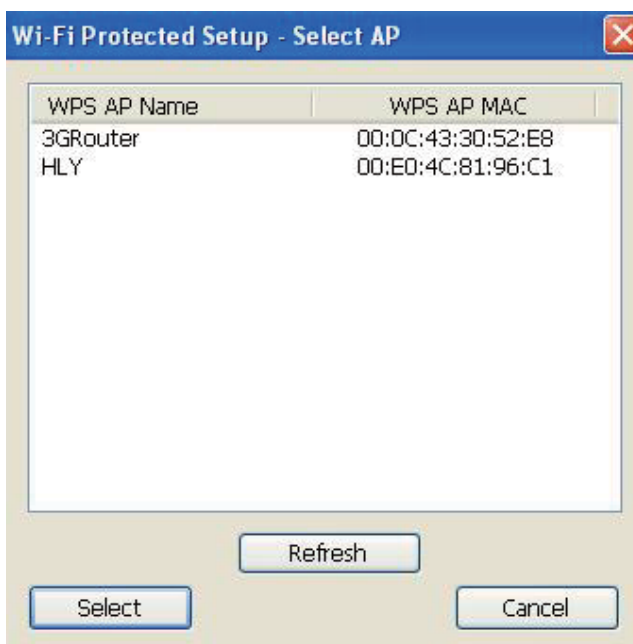 Wi-Fi Protected Setup - Select AP
WPS AP Name WPS AP MAC
3GRouter 00:0C:43:30:52:E8
HLY 00:E0:4C:81:96:C1
Refresh
Select Cancel